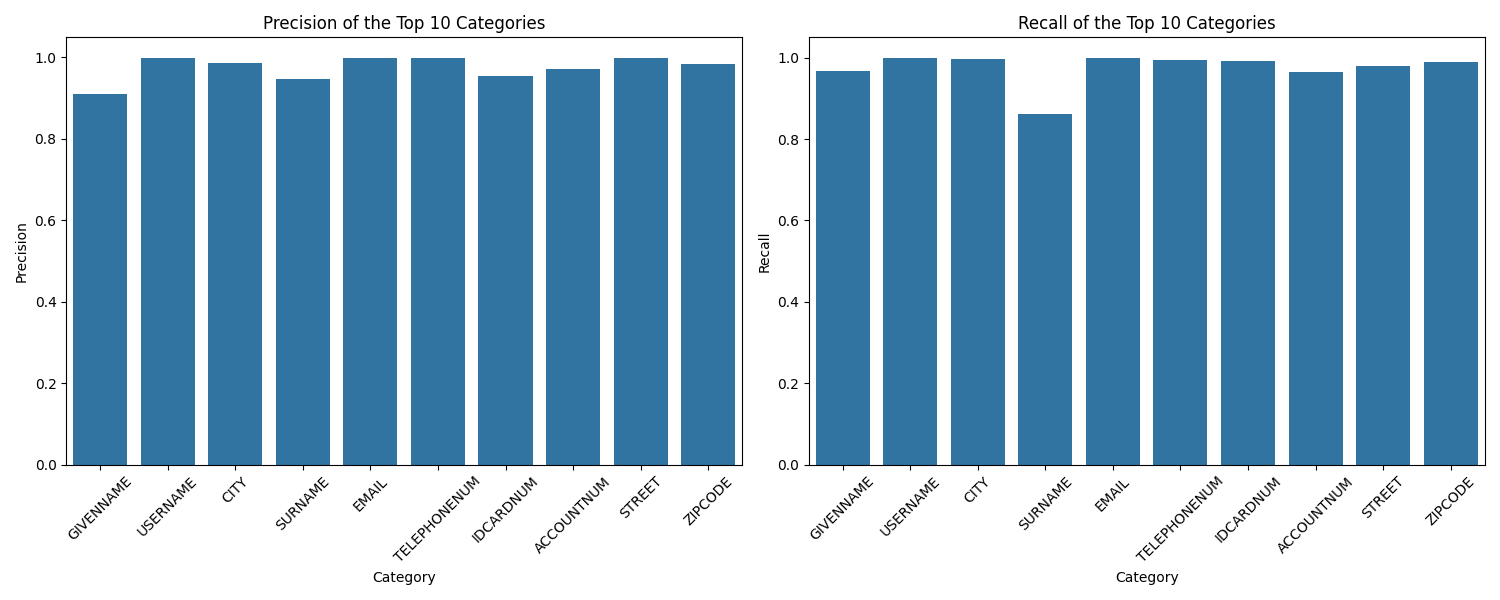 Precision of the Top 10 Categories
Precision
1.0
0.8
0.6
0.4
0.2
0.0
GIVENNAME
USERNAME
CITY
SURNAME
EMAIL
TELEPHONENUM
IDCARDNUM
ACCOUNTNUM
STREET
ZIPCODE
Category
Recall of the Top 10 Categories
Recall
1.0
0.8
0.6
0.4
0.2
0.0
GIVENNAME
USERNAME
CITY
SURNAME
EMAIL
TELEPHONENUM
IDCARDNUM
ACCOUNTNUM
STREET
ZIPCODE
Category